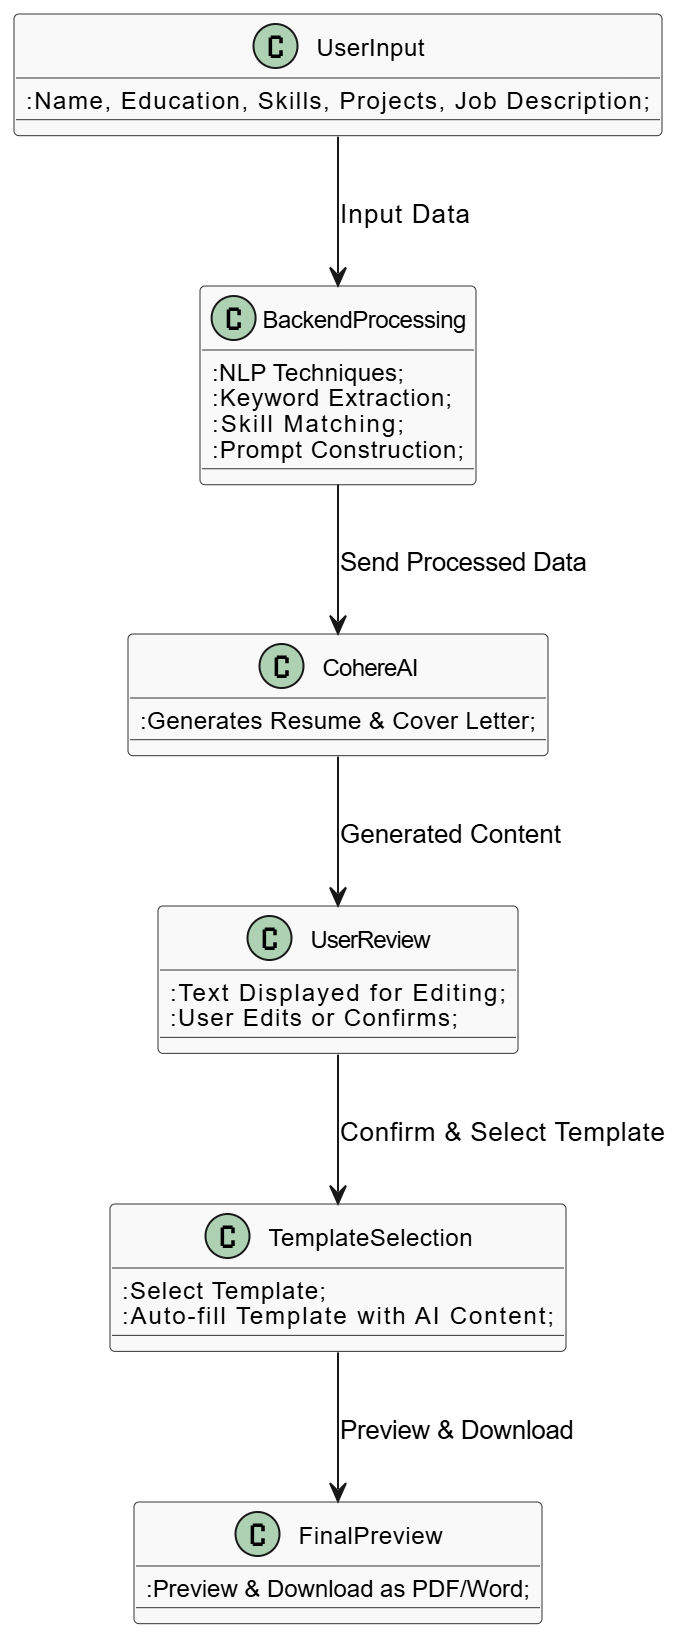 C UserInput
:Name, Education, Skills, Projects, Job Description;
Input Data
C BackendProcessing
:NLP Techniques;
:Keyword Extraction;
:Skill Matching;
:Prompt Construction;
Send Processed Data
C CohereAI
:Generates Resume & Cover Letter;
Generated Content
C UserReview
:Text Displayed for Editing;
:User Edits or Confirms;
Confirm & Select Template
C TemplateSelection
:Select Template;
:Auto-fill Template with AI Content;
Preview & Download
C FinalPreview
:Preview & Download as PDF/Word;